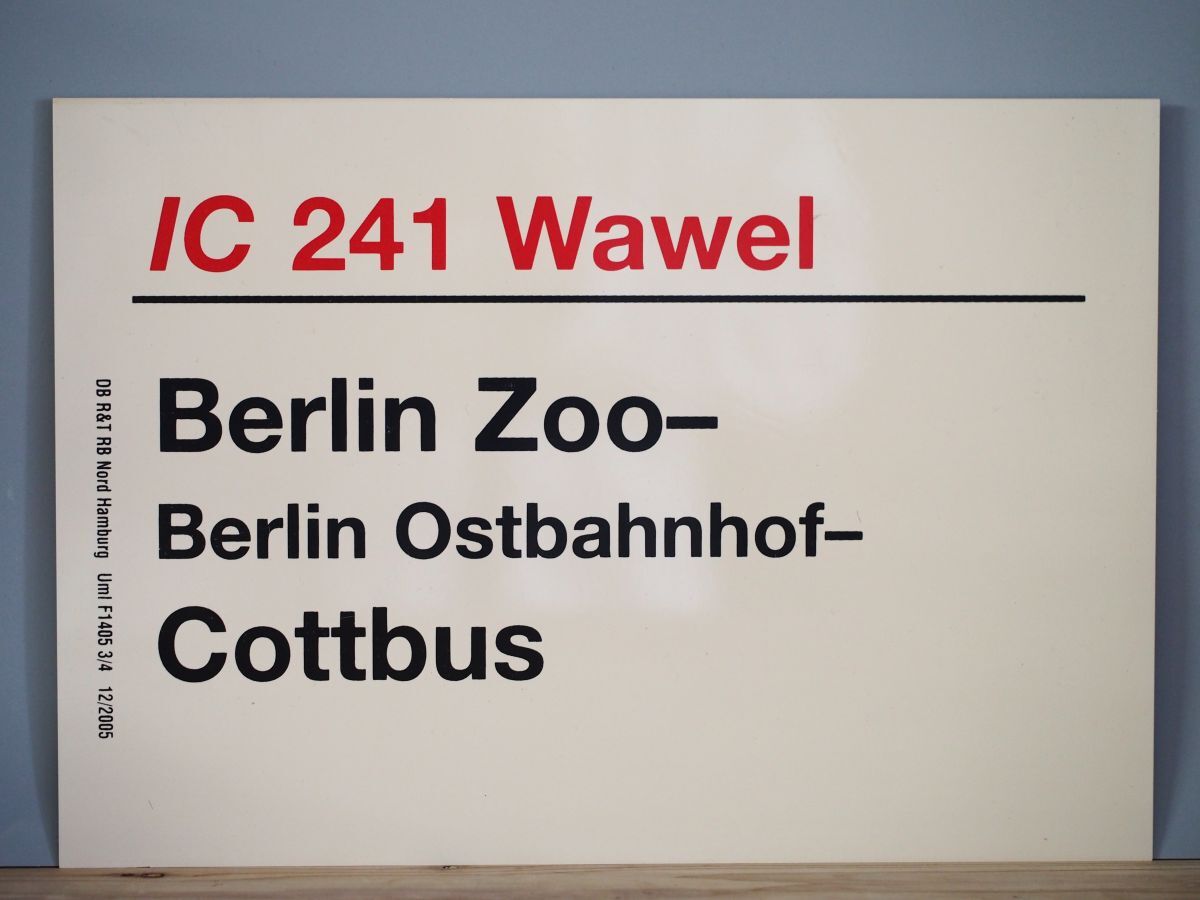 IC 241 Wawel
Berlin Zoo–
Berlin Ostbahnhof–
Cottbus
DB R&T RB Nord Hamburg Uml F1405 3/4 12/2005